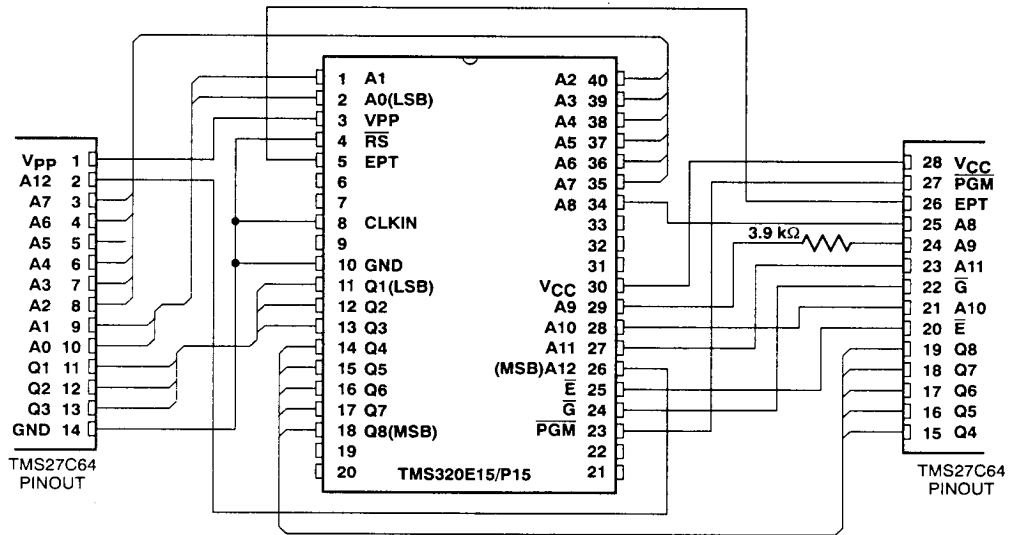 VPP 1
A12 2
A7 3
A6 4
A5 5
A4 6
A3 7
A2 8
A1 9
A0 10
Q1 11
Q2 12
Q3 13
GND 14
TMS27C64
PINOUT
1 A1
2 A0(LSB)
3 VPP
4 R̅S̅
5 EPT
6
7
8 CLKIN
9
10 GND
11 Q1(LSB)
12 Q2
13 Q3
14 Q4
15 Q5
16 Q6
17 Q7
18 Q8(MSB)
19
20
A2 40
A3 39
A4 38
A5 37
A6 36
A7 35
A8 34
33
32
31
VCC 30
A9 29
A10 28
A11 27
(MSB)A12 26
E̅ 25
G̅ 24
P̅G̅M̅ 23
22
21
TMS320E15/P15
3.9 kΩ
28 VCC
27 P̅G̅M̅
26 EPT
25 A8
24 A9
23 A11
22 G̅
21 A10
20 E̅
19 Q8
18 Q7
17 Q6
16 Q5
15 Q4
TMS27C64
PINOUT